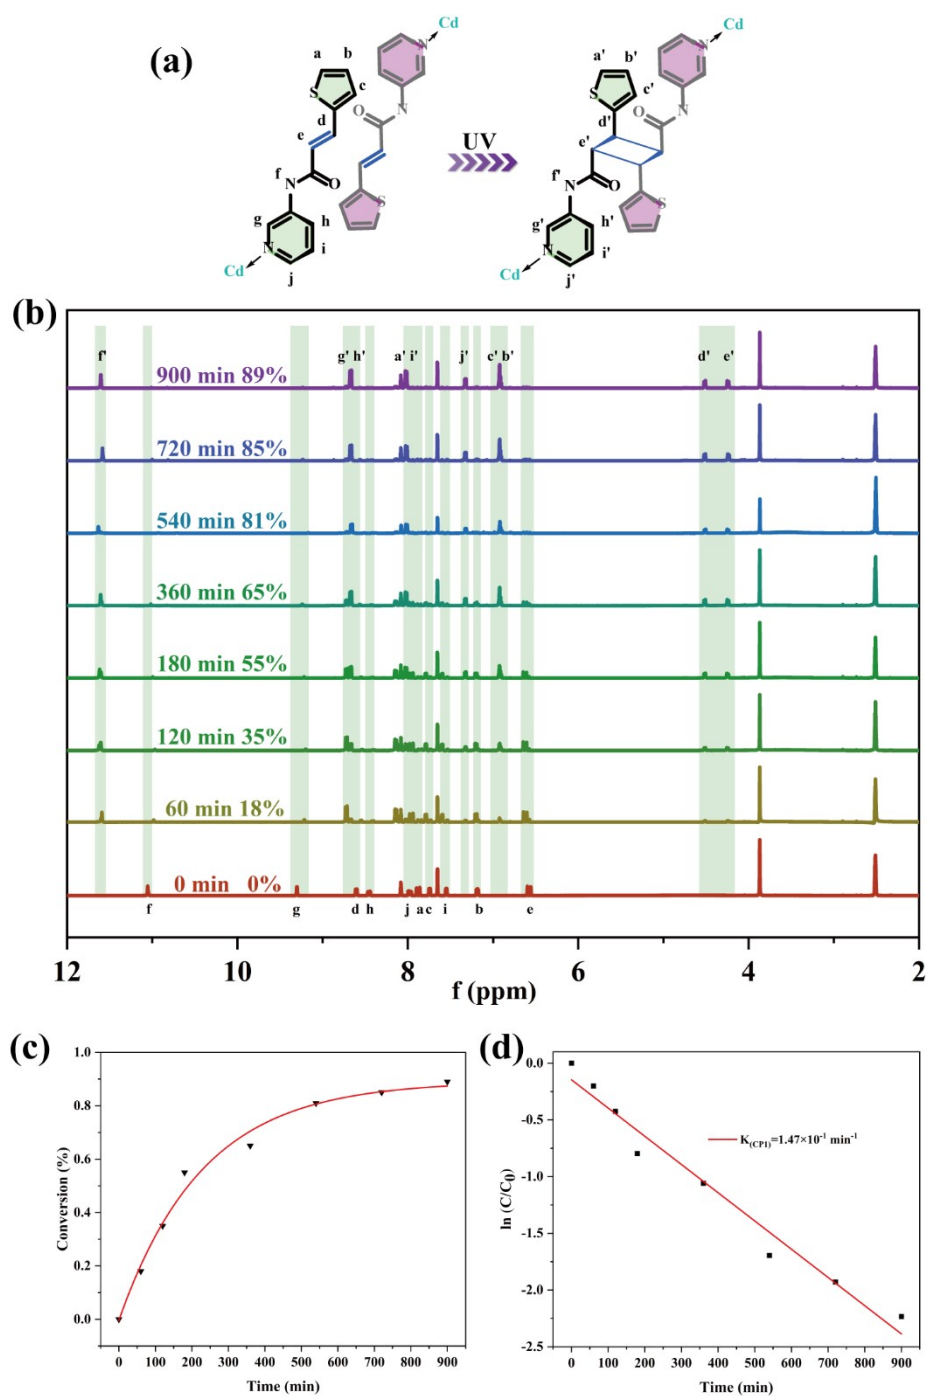 (a)
Cd
N
a b
S c
d
e
N
O
f
N O
g h
N i
Cd
j
S
UV
Cd
N
a' b'
S c'
d'
O
N
e'
f'
N O
g' h'
N i'
Cd
j'
S
(b)
f' g' h' a' i' j' c' b' d' e'
900 min 89%
720 min 85%
540 min 81%
360 min 65%
180 min 55%
120 min 35%
60 min 18%
0 min 0%
f g d h j a c i b e
12 10 8 6 4 2
f (ppm)
(c)
Conversion (%)
1.0
0.8
0.6
0.4
0.2
0.0
0 100 200 300 400 500 600 700 800 900
Time (min)
(d)
ln (C/C0)
0.0
-0.5
-1.0
-1.5
-2.0
-2.5
K(CP1)=1.47×10-1 min-1
0 100 200 300 400 500 600 700 800 900
Time (min)